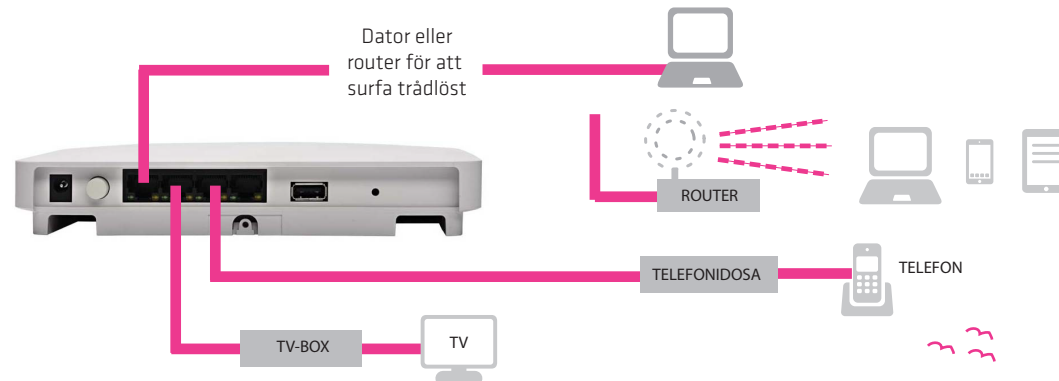 Dator eller
router för att
surfa trådlöst
ROUTER
TELEFONIDOSA
TELEFON
TV-BOX
TV